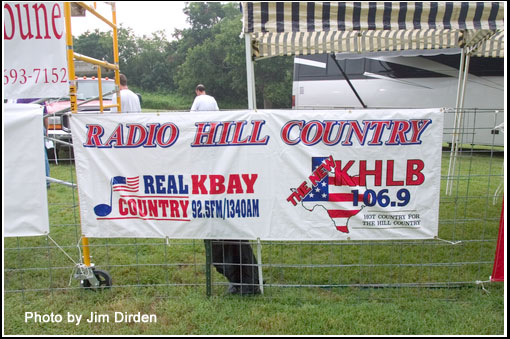 bune
693-7152
RADIO HILL COUNTRY
REAL COUNTRY
KBAY
92.5FM/1340AM
THE NEW
KHLB
106.9
HOT COUNTRY FOR
THE HILL COUNTRY
Photo by Jim Dirden